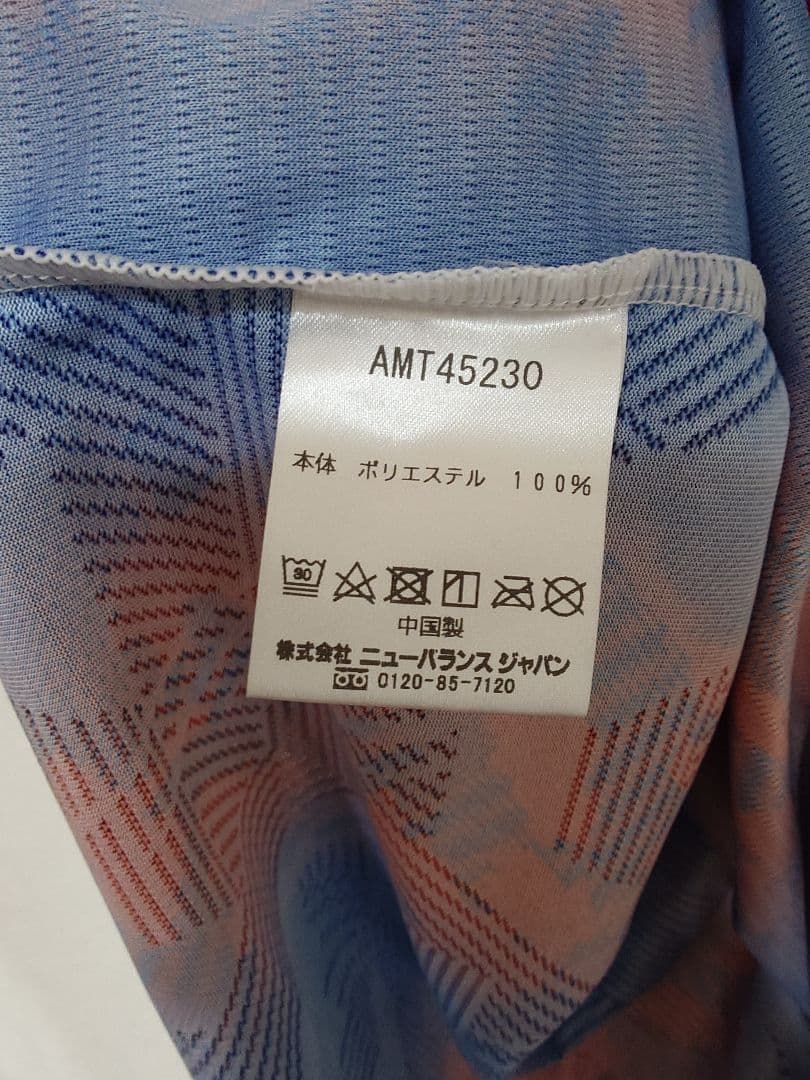 AMT45230
本体 ポリエステル 100%
30
中国製
株式会社 ニューバランス ジャパン
0120-85-7120